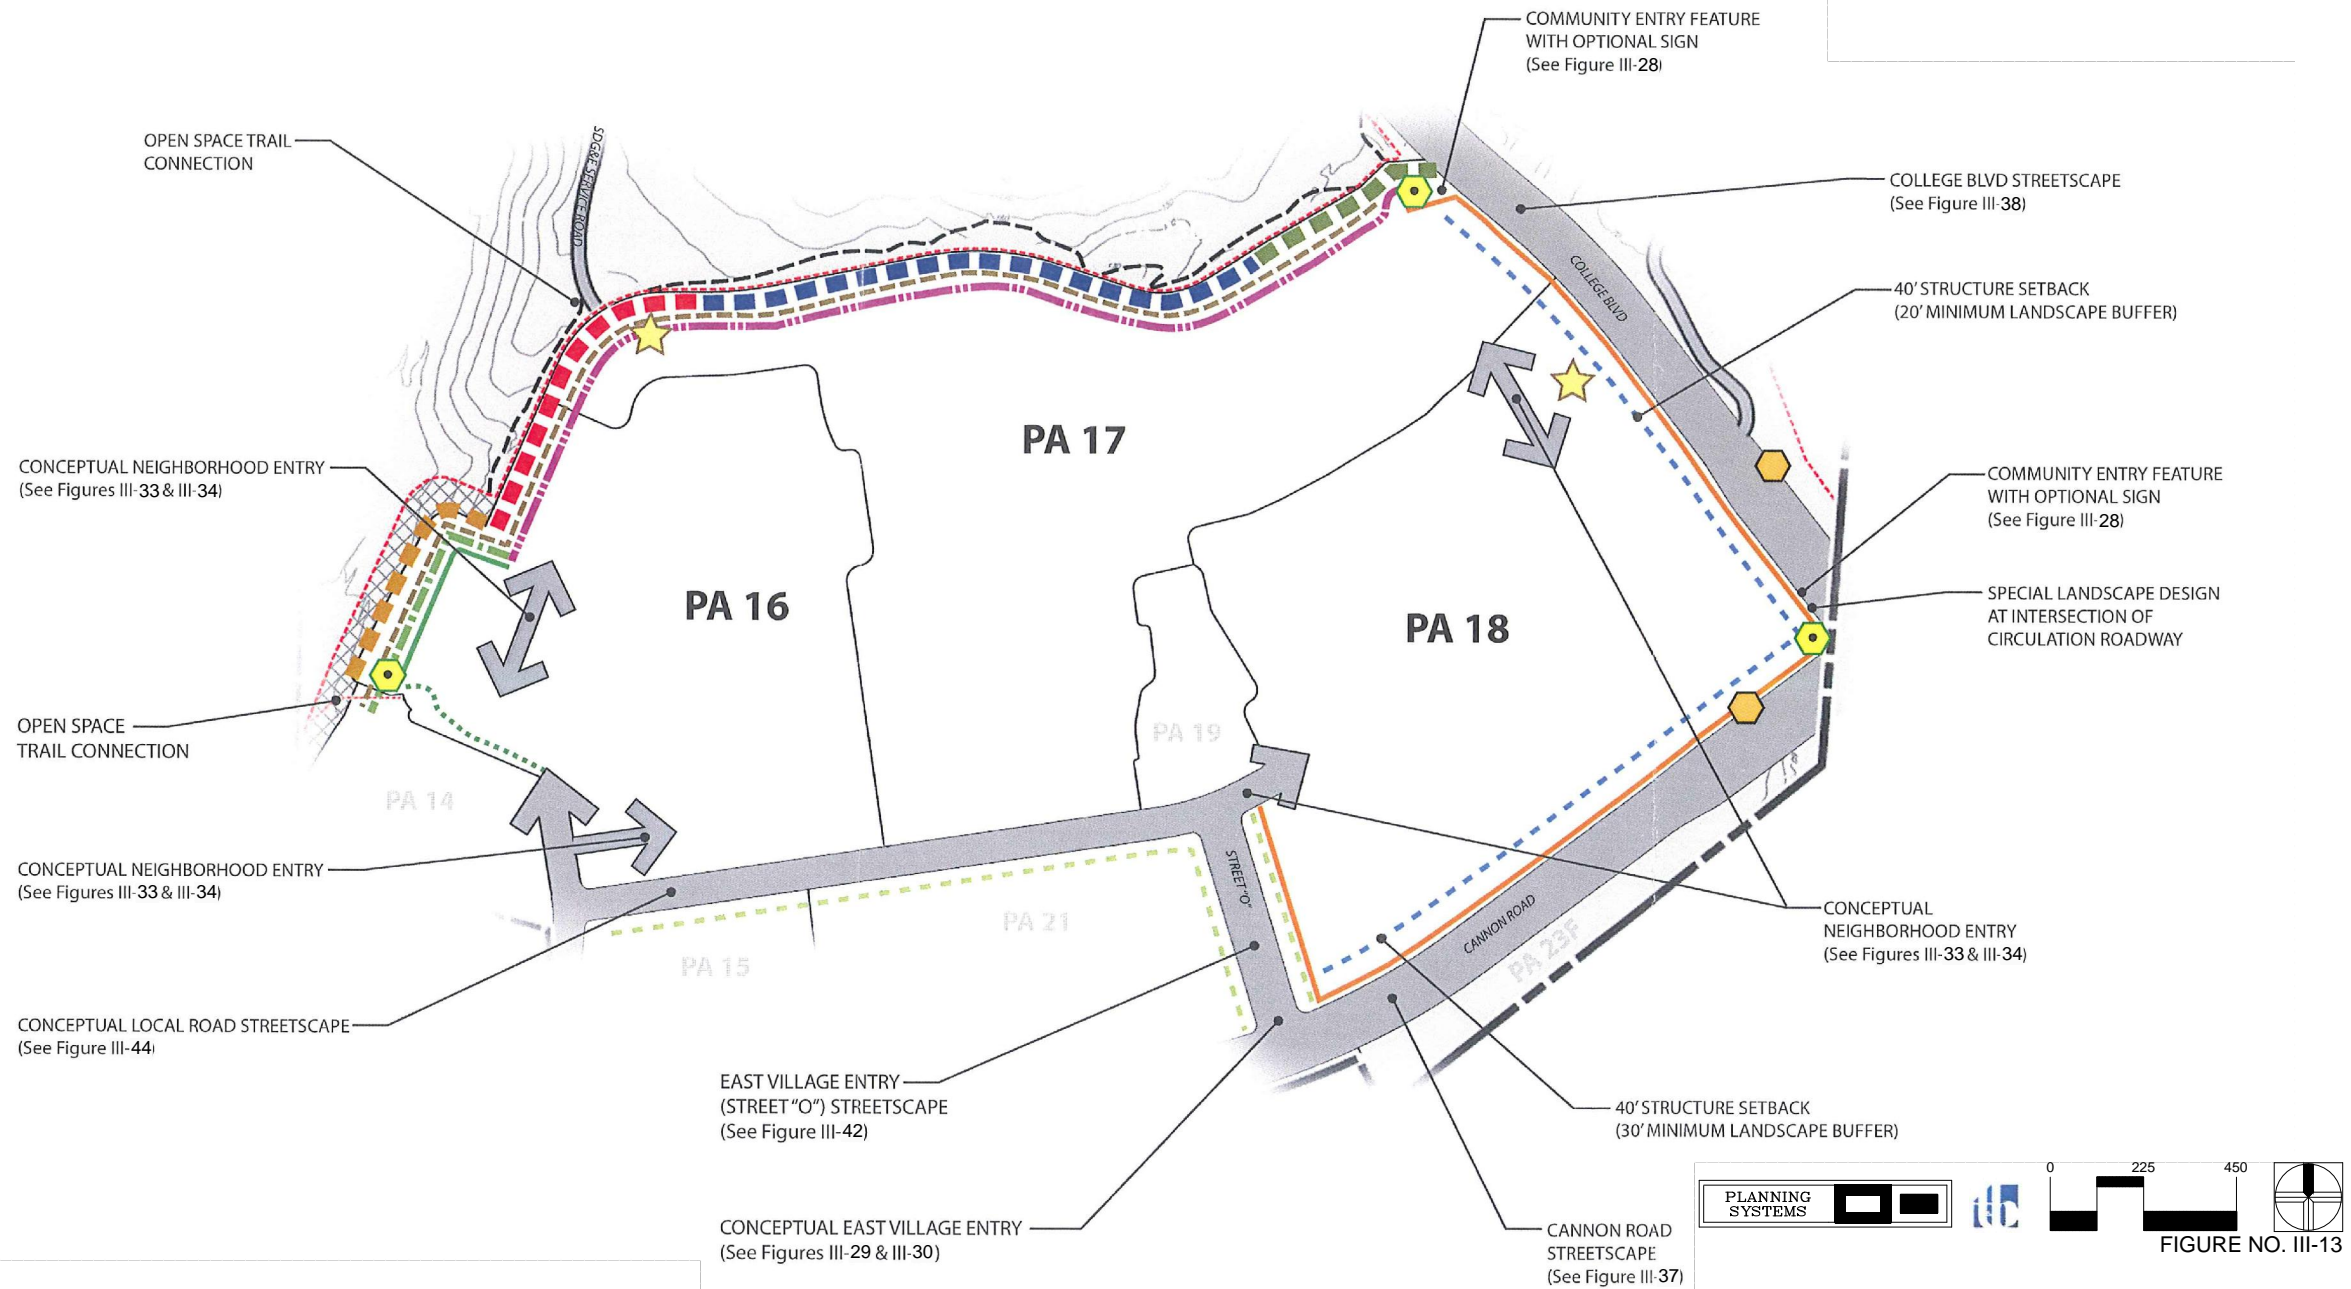 COMMUNITY ENTRY FEATURE
WITH OPTIONAL SIGN
(See Figure III-28)
OPEN SPACE TRAIL
CONNECTION
SDG&E SERVICE ROAD
COLLEGE BLVD STREETSCAPE
(See Figure III-38)
COLLEGE BLVD
40' STRUCTURE SETBACK
(20' MINIMUM LANDSCAPE BUFFER)
PA 17
CONCEPTUAL NEIGHBORHOOD ENTRY
(See Figures III-33 & III-34)
COMMUNITY ENTRY FEATURE
WITH OPTIONAL SIGN
(See Figure III-28)
PA 16
PA 18
SPECIAL LANDSCAPE DESIGN
AT INTERSECTION OF
CIRCULATION ROADWAY
OPEN SPACE
TRAIL CONNECTION
PA 19
PA 14
CONCEPTUAL NEIGHBORHOOD ENTRY
(See Figures III-33 & III-34)
STREET "O"
PA 21
PA 15
CANNON ROAD
PA 23F
CONCEPTUAL
NEIGHBORHOOD ENTRY
(See Figures III-33 & III-34)
CONCEPTUAL LOCAL ROAD STREETSCAPE
(See Figure III-44)
EAST VILLAGE ENTRY
(STREET "O") STREETSCAPE
(See Figure III-42)
40' STRUCTURE SETBACK
(30' MINIMUM LANDSCAPE BUFFER)
CONCEPTUAL EAST VILLAGE ENTRY
(See Figures III-29 & III-30)
CANNON ROAD
STREETSCAPE
(See Figure III-37)
PLANNING
SYSTEMS
0 225 450
FIGURE NO. III-13